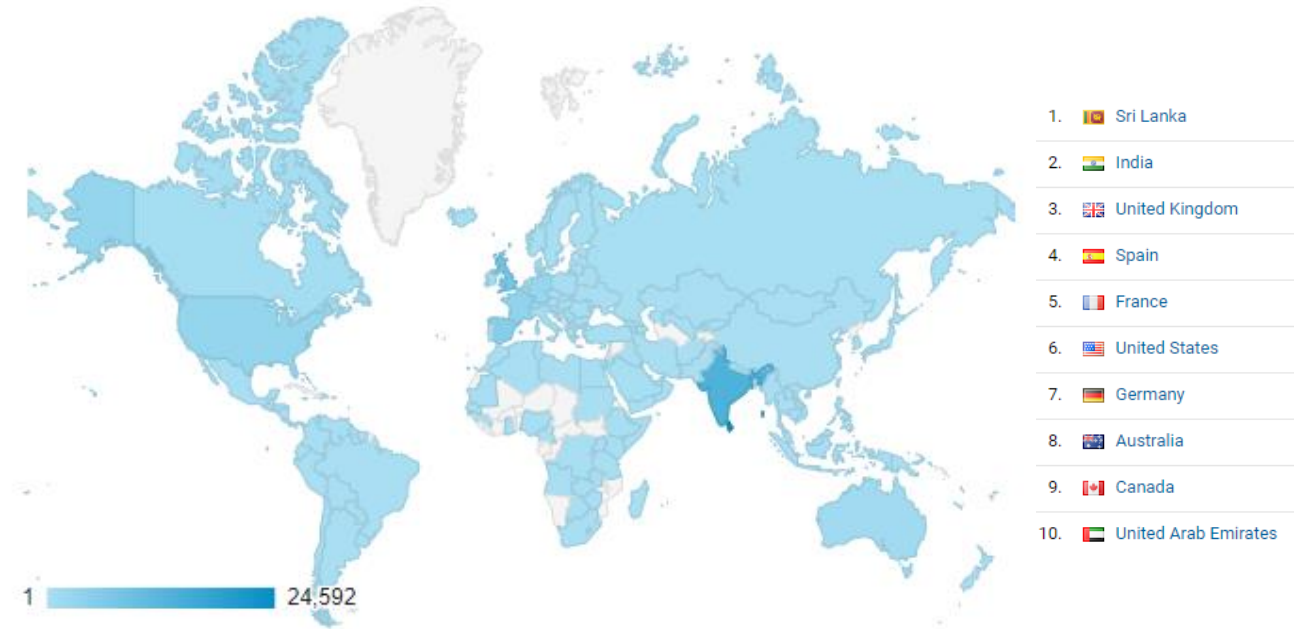 1. Sri Lanka
2. India
3. United Kingdom
4. Spain
5. France
6. United States
7. Germany
8. Australia
9. Canada
10. United Arab Emirates
1 24,592